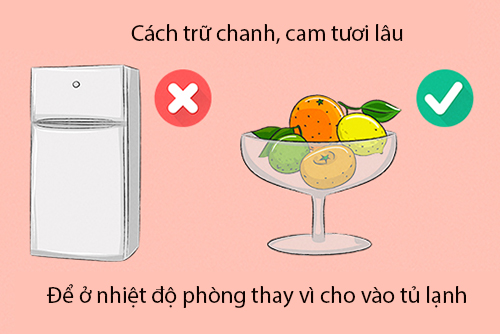 Cách trữ chanh, cam tươi lâu
Để ở nhiệt độ phòng thay vì cho vào tủ lạnh